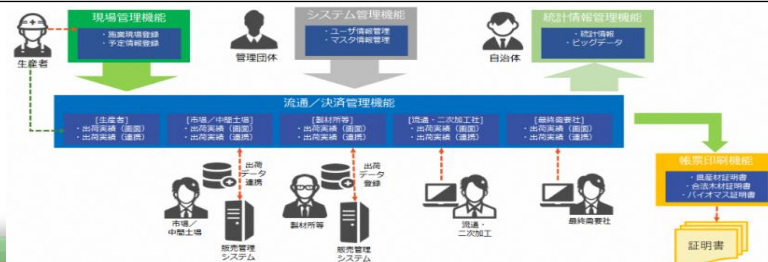 現場管理機能
・施業現場登録
・予定情報登録
生産者
システム管理機能
・ユーザ情報管理
・マスタ情報管理
管理団体
統計情報管理機能
・統計情報
・ビッグデータ
自治体
流通／決済管理機能
[生産者]
・出荷実績（画面）
・出荷実績（連携）
[市場／中間土場]
・出荷実績（画面）
・出荷実績（連携）
[製材所等]
・出荷実績（画面）
・出荷実績（連携）
[流通・二次加工社]
・出荷実績（画面）
・出荷実績（連携）
[最終需要社]
・出荷実績（画面）
・出荷実績（連携）
出荷
データ
連携
市場／
中間土場
販売管理
システム
出荷
データ
登録
製材所等
販売管理
システム
流通・
二次加工
最終需要社
帳票印刷機能
・県産材証明書
・合法木材証明書
・バイオマス証明書
証明書